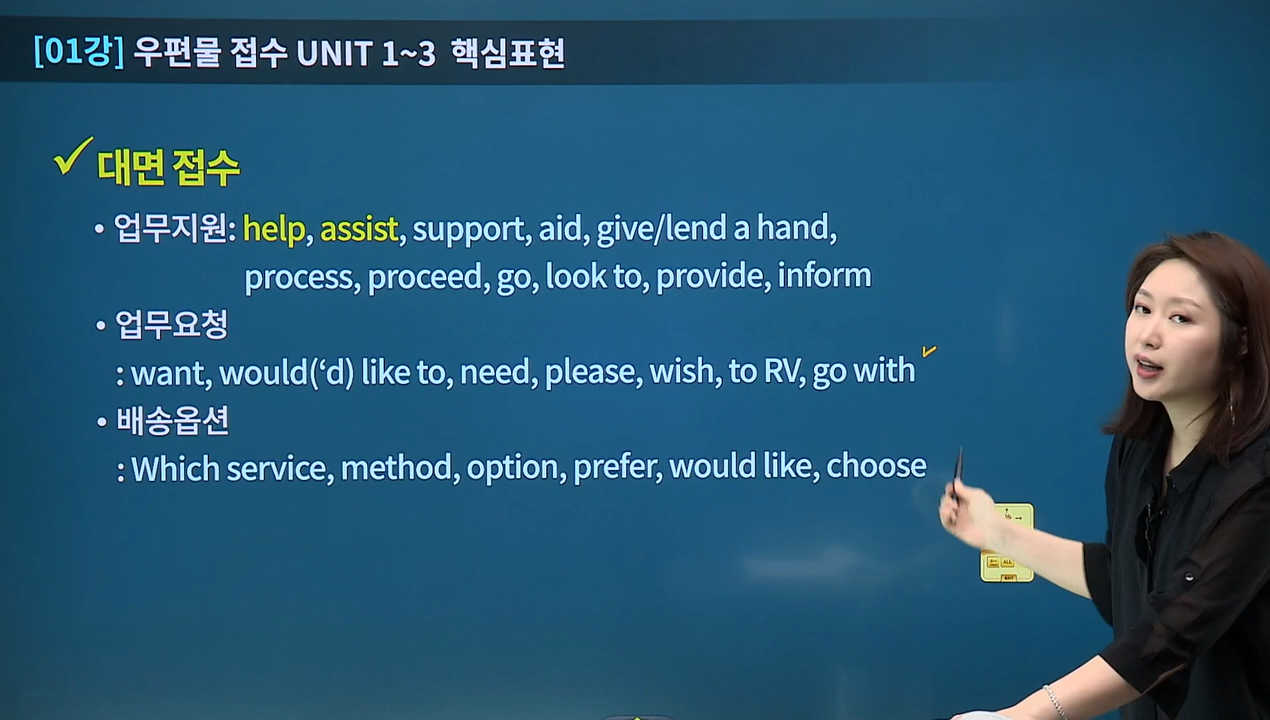 [01강] 우편물 접수 UNIT 1~3 핵심표현
대면 접수
• 업무지원: help, assist, support, aid, give/lend a hand,
process, proceed, go, look to, provide, inform
• 업무요청
: want, would(‘d) like to, need, please, wish, to RV, go with
• 배송옵션
: Which service, method, option, prefer, would like, choose